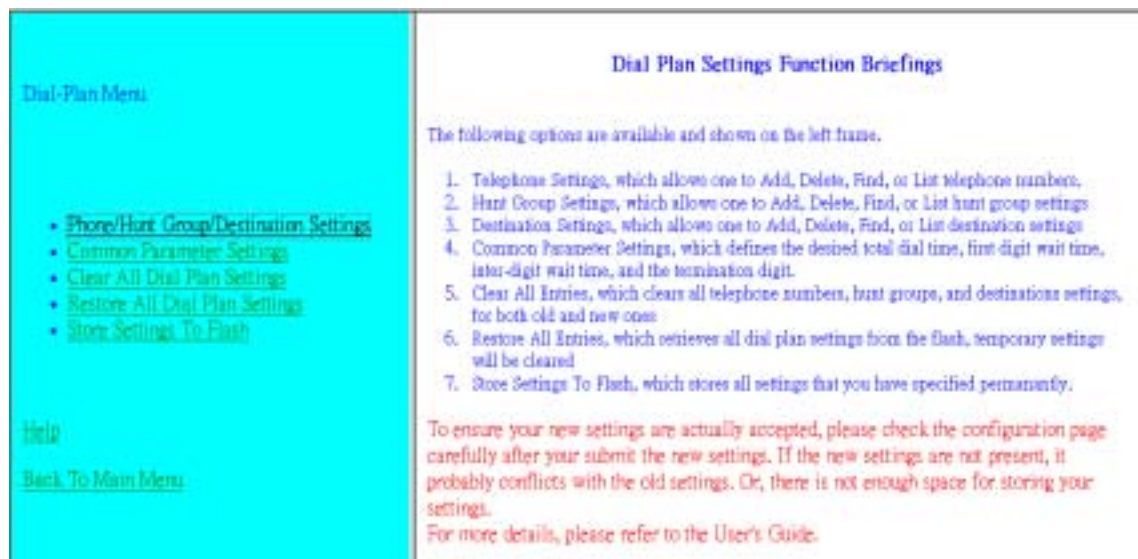 Dial-Plan Menu
Phone/Hunt Group/Destination Settings
Common Parameter Settings
Clear All Dial Plan Settings
Restore All Dial Plan Settings
Store Settings To Flash
Help
Back To Main Menu
Dial Plan Settings Function Briefings
The following options are available and shown on the left frame.
1. Telephone Settings, which allows one to Add, Delete, Find, or List telephone numbers.
2. Hunt Group Settings, which allows one to Add, Delete, Find, or List hunt group settings
3. Destination Settings, which allows one to Add, Delete, Find, or List destination settings
4. Common Parameter Settings, which defines the desired total dial time, first digit wait time,
inter-digit wait time, and the termination digit.
5. Clear All Entries, which clears all telephone numbers, hunt groups, and destinations settings,
for both old and new ones
6. Restore All Entries, which retrieves all dial plan settings from the flash, temporary settings
will be cleared
7. Store Settings To Flash, which stores all settings that you have specified permanantly.
To ensure your new settings are actually accepted, please check the configuration page
carefully after your submit the new settings. If the new settings are not present, it
probably conflicts with the old settings. Or, there is not enough space for storing your
settings.
For more details, please refer to the User's Guide.